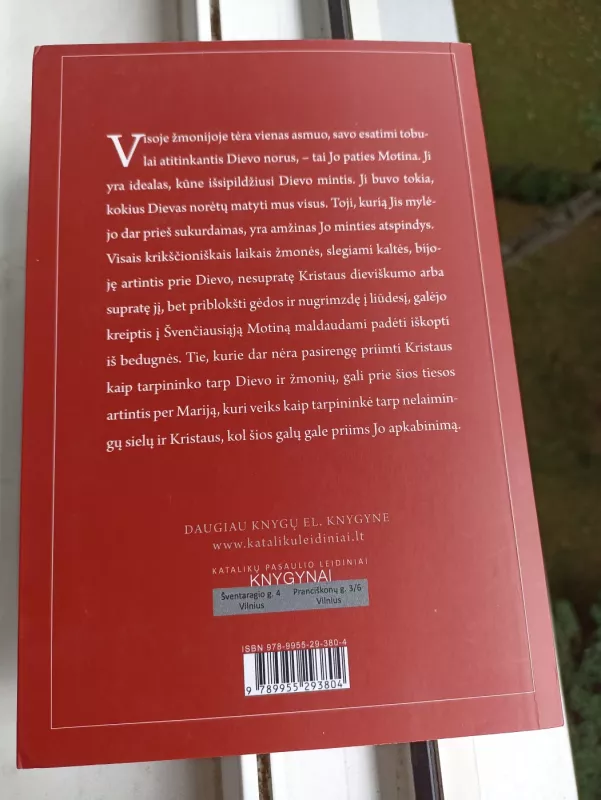 Visoje žmonijoje tėra vienas asmuo, savo esatimi tobu-
lai atitinkantis Dievo norus, – tai Jo paties Motina. Ji
yra idealas, kūne išsipildžiusi Dievo mintis. Ji buvo tokia,
kokius Dievas norėtų matyti mus visus. Toji, kurią Jis mylė-
jo dar prieš sukurdamas, yra amžinas Jo minties atspindys.
Visais krikščioniškais laikais žmonės, slegiami kaltės, bijo-
ję artintis prie Dievo, nesupratę Kristaus dieviškumo arba
supratę jį, bet priblokšti gėdos ir nugrimzdę į liūdesį, galėjo
kreiptis į Švenčiausiąją Motiną maldaudami padėti iškopti
iš bedugnės. Tie, kurie dar nėra pasirengę priimti Kristaus
kaip tarpininko tarp Dievo ir žmonių, gali prie šios tiesos
artintis per Mariją, kuri veiks kaip tarpininkė tarp nelaimin-
gų sielų ir Kristaus, kol šios galų gale priims Jo apkabinimą.
DAUGIAU KNYGŲ EL. KNYGYNE
www.katalikuleidiniai.lt
KATALIKŲ PASAULIO LEIDINIAI
KNYGYNAI
Šventaragio g. 4 Pranciškonų g. 3/6
Vilnius Vilnius
ISBN 978-9955-29-380-4
9 789955 293804